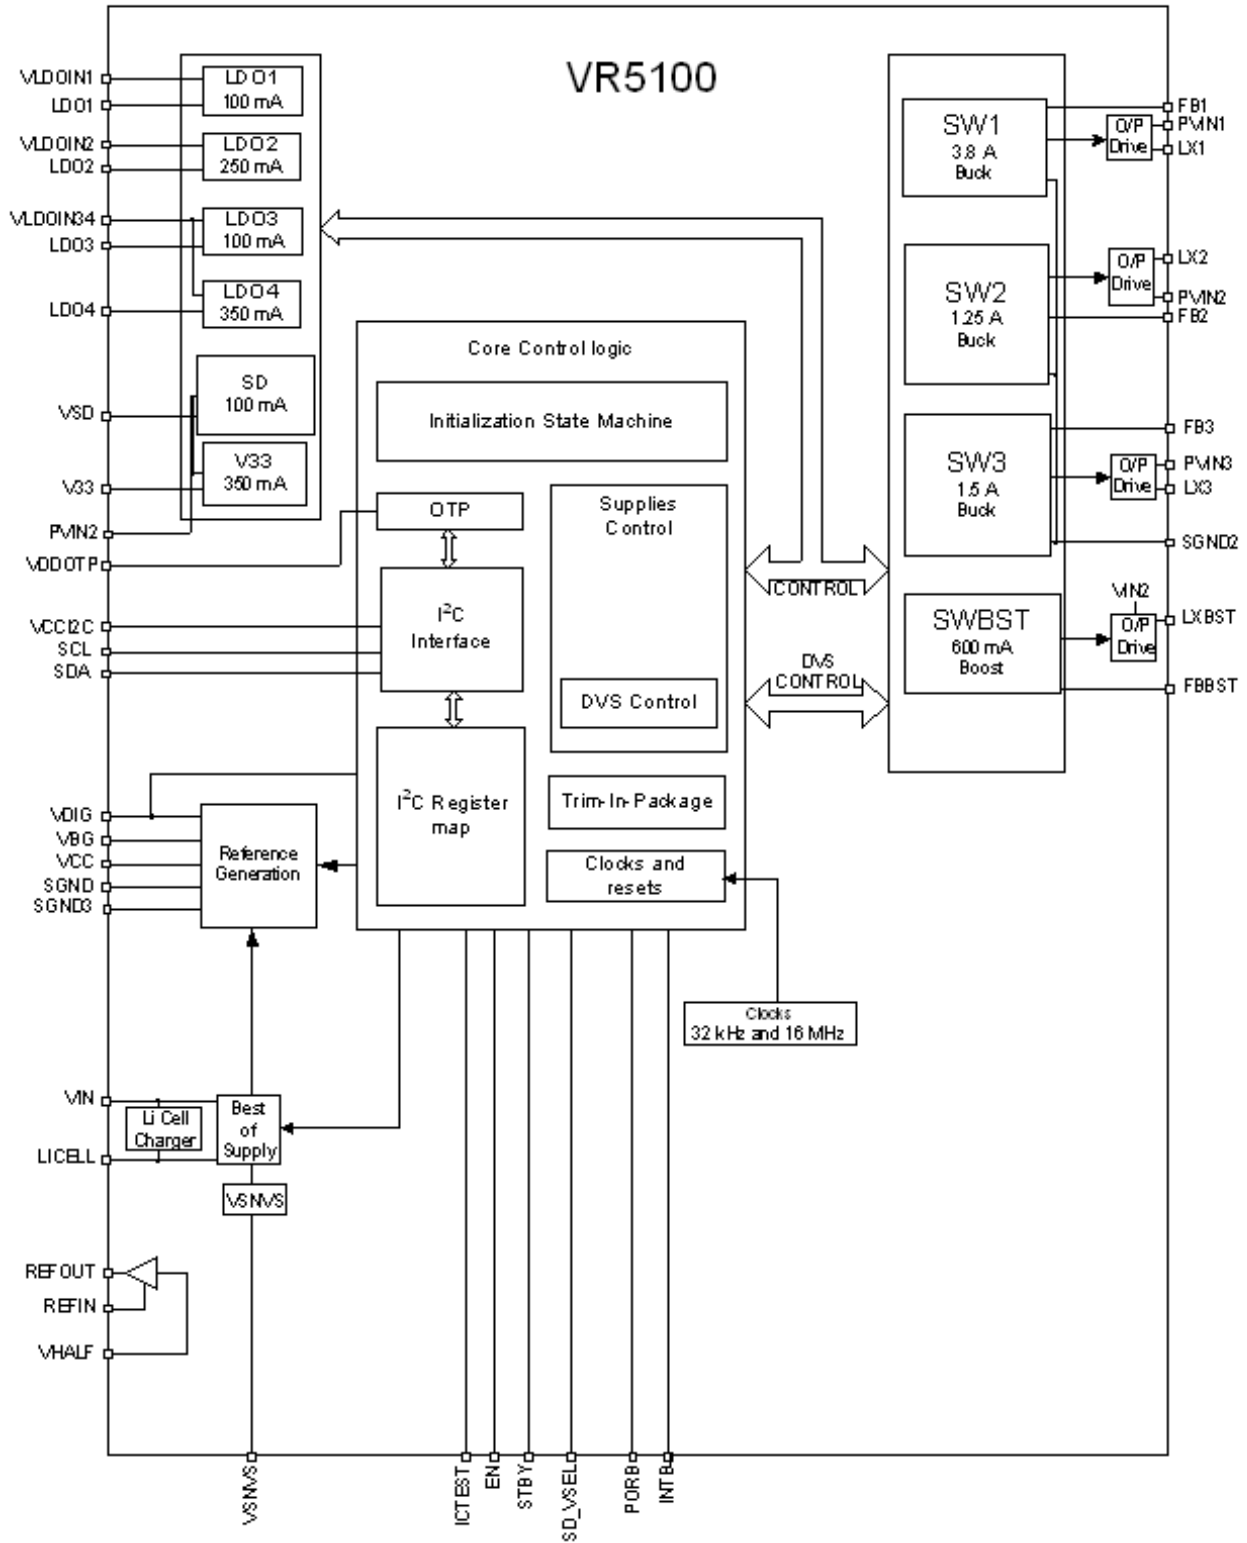 VR5100
VLDOIN1
LDO1
VLDOIN2
LDO2
VLDOIN34
LDO3
LDO4
VSD
V33
PVIN2
VDDOTP
VCCI2C
SCL
SDA
VDIG
VBG
VCC
SGND
SGND3
VIN
LICELL
REFOUT
REFIN
VHALF
LDO1
100 mA
LDO2
250 mA
LDO3
100 mA
LDO4
350 mA
SD
100 mA
V33
350 mA
Core Control logic
Initialization State Machine
OTP
I²C
Interface
I²C Register
map
Supplies
Control
DVS Control
Trim-In-Package
Clocks and
resets
Clocks
32 kHz and 16 MHz
Reference
Generation
Li Cell
Charger
Best
of
Supply
VSNVS
CONTROL
DVS
CONTROL
SW1
3.8 A
Buck
SW2
1.25 A
Buck
SW3
1.5 A
Buck
SWBST
600 mA
Boost
O/P
Drive
O/P
Drive
O/P
Drive
VIN2
O/P
Drive
FB1
PVIN1
LX1
LX2
PVIN2
FB2
FB3
PVIN3
LX3
SGND2
LXBST
FBBST
VSNVS
ICTEST
EN
STBY
SD_VSEL
PORB
INTB